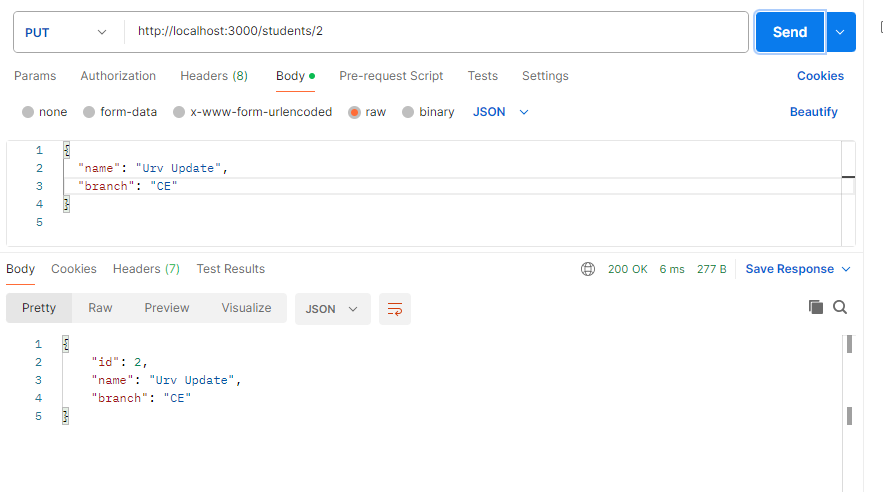 PUT http://localhost:3000/students/2 Send
Params Authorization Headers (8) Body Pre-request Script Tests Settings Cookies
none form-data x-www-form-urlencoded raw binary JSON Beautify
1 {
2 "name": "Urv Update",
3 "branch": "CE"
4 }
5
Body Cookies Headers (7) Test Results 200 OK 6 ms 277 B Save Response
Pretty Raw Preview Visualize JSON
1 {
2 "id": 2,
3 "name": "Urv Update",
4 "branch": "CE"
5 }